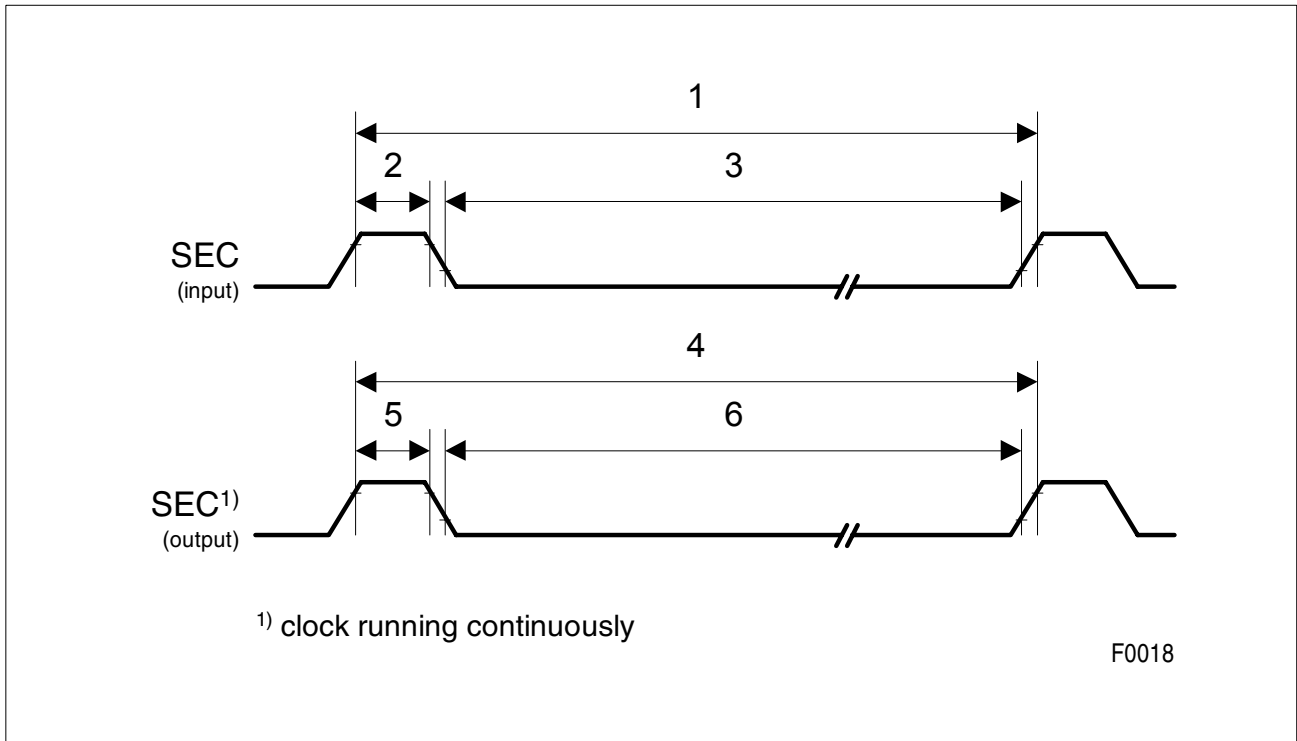 1
2 3
SEC
(input)
4
5 6
SEC1)
(output)
1) clock running continuously
F0018